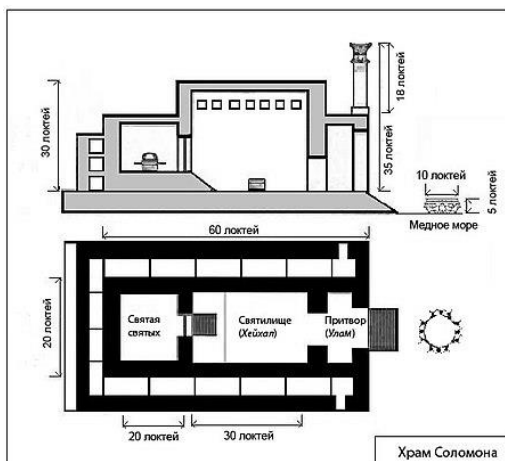 30 локтей
18 локтей
35 локтей
10 локтей
5 локтей
Медное море
60 локтей
20 локтей
Святая
святых
Святилище
(Хейхал)
Притвор
(Улам)
20 локтей
30 локтей
Храм Соломона